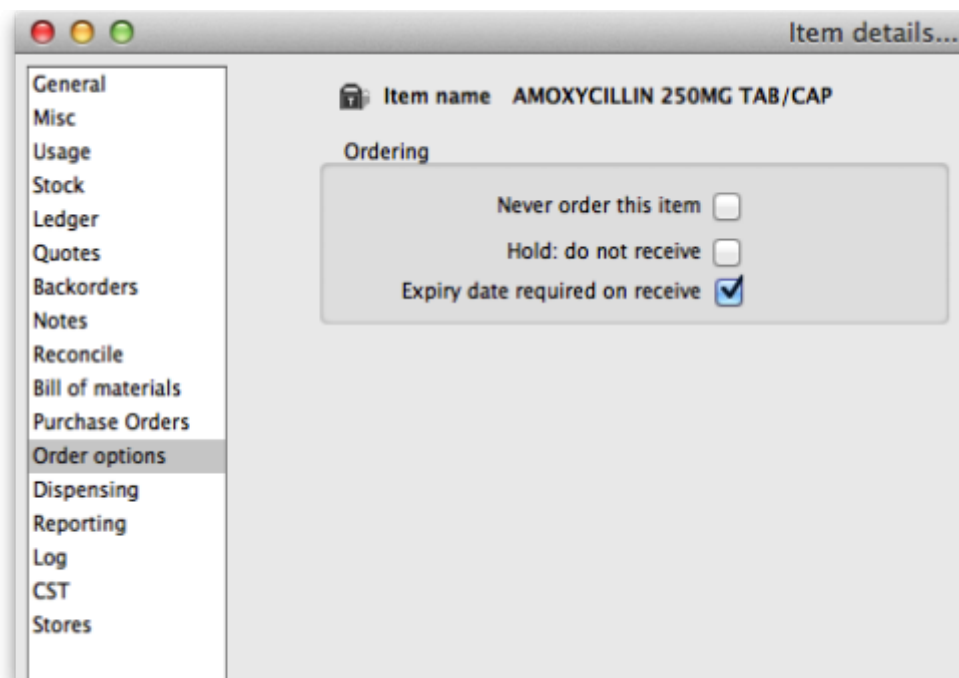 Item details...
General
Misc
Usage
Stock
Ledger
Quotes
Backorders
Notes
Reconcile
Bill of materials
Purchase Orders
Order options
Dispensing
Reporting
Log
CST
Stores
Item name AMOXYCILLIN 250MG TAB/CAP
Ordering
Never order this item
Hold: do not receive
Expiry date required on receive